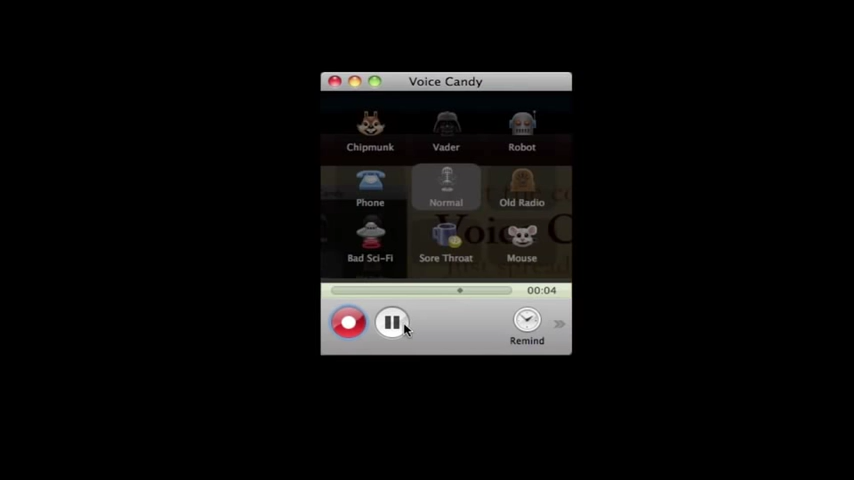 Voice Candy
Chipmunk
Vader
Robot
Phone
Normal
Old Radio
Bad Sci-Fi
Sore Throat
Mouse
00:04
Remind